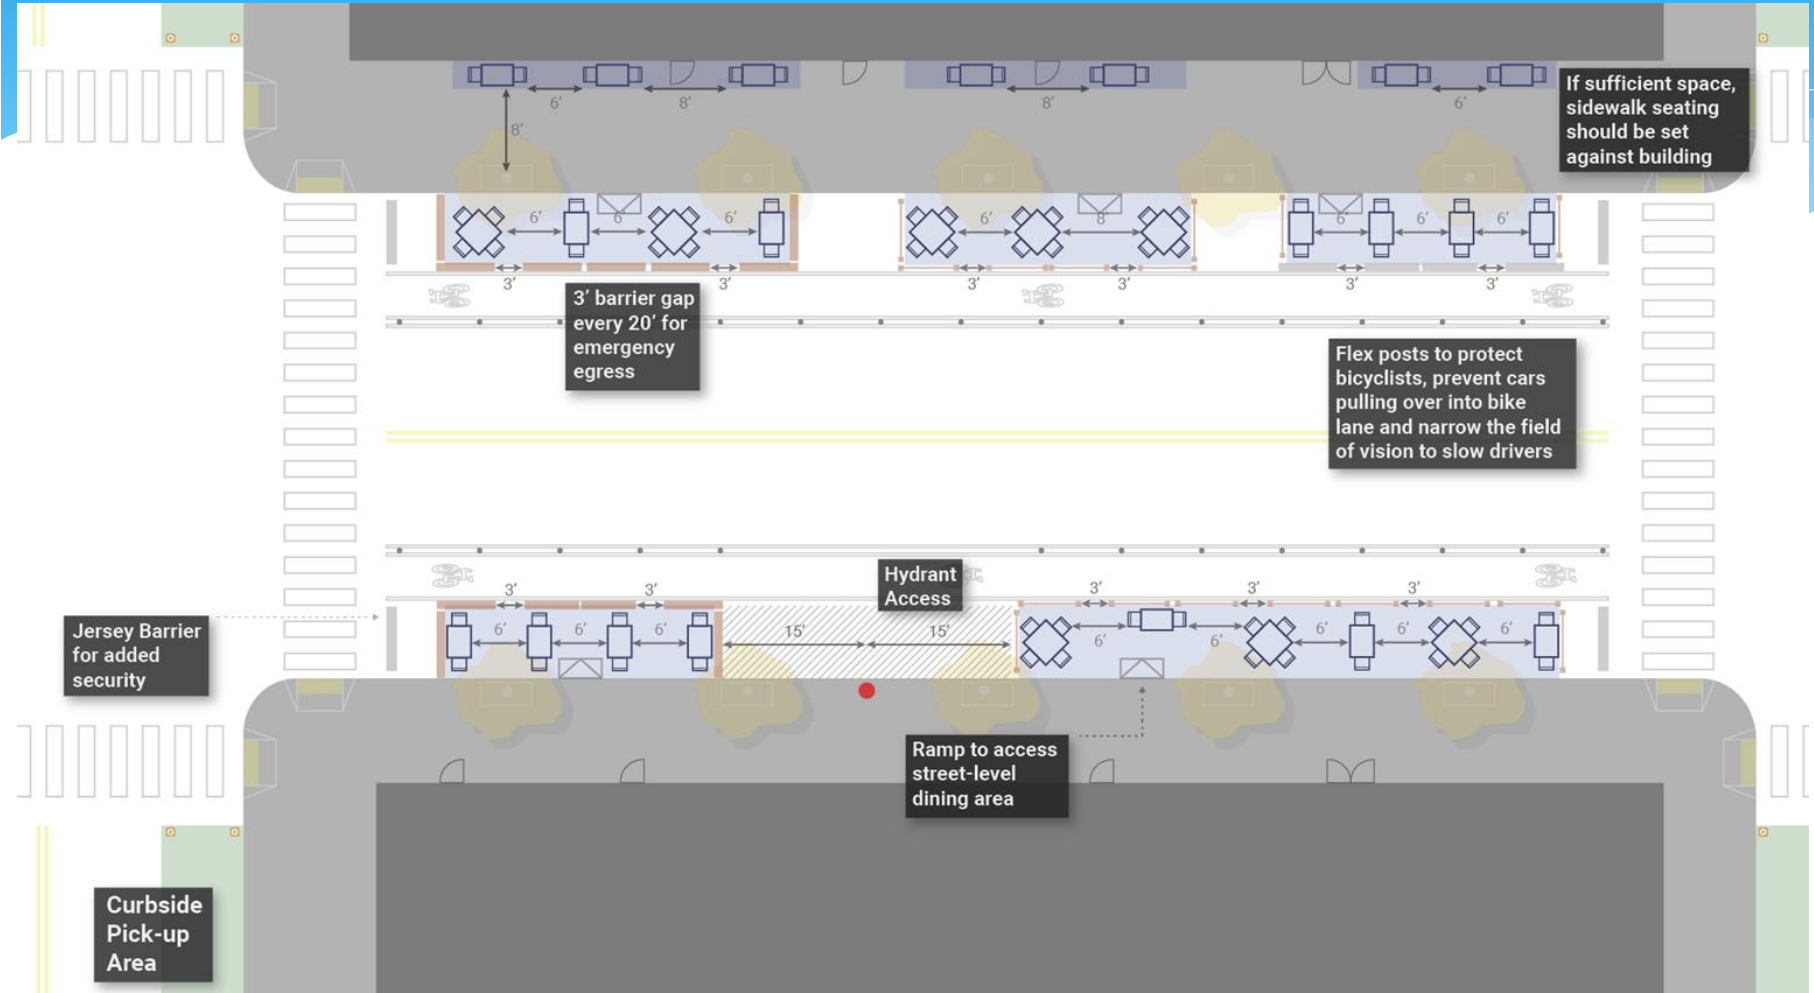 If sufficient space,
sidewalk seating
should be set
against building
6'
8'
8'
6'
8'
6'
6'
6'
6'
8'
6'
6'
6'
3'
3'
3'
3'
3'
3'
3' barrier gap
every 20' for
emergency
egress
Flex posts to protect
bicyclists, prevent cars
pulling over into bike
lane and narrow the field
of vision to slow drivers
Hydrant
Access
3'
3'
3'
3'
3'
Jersey Barrier
for added
security
6'
6'
6'
15'
15'
6'
6'
6'
6'
6'
Ramp to access
street-level
dining area
Curbside
Pick-up
Area